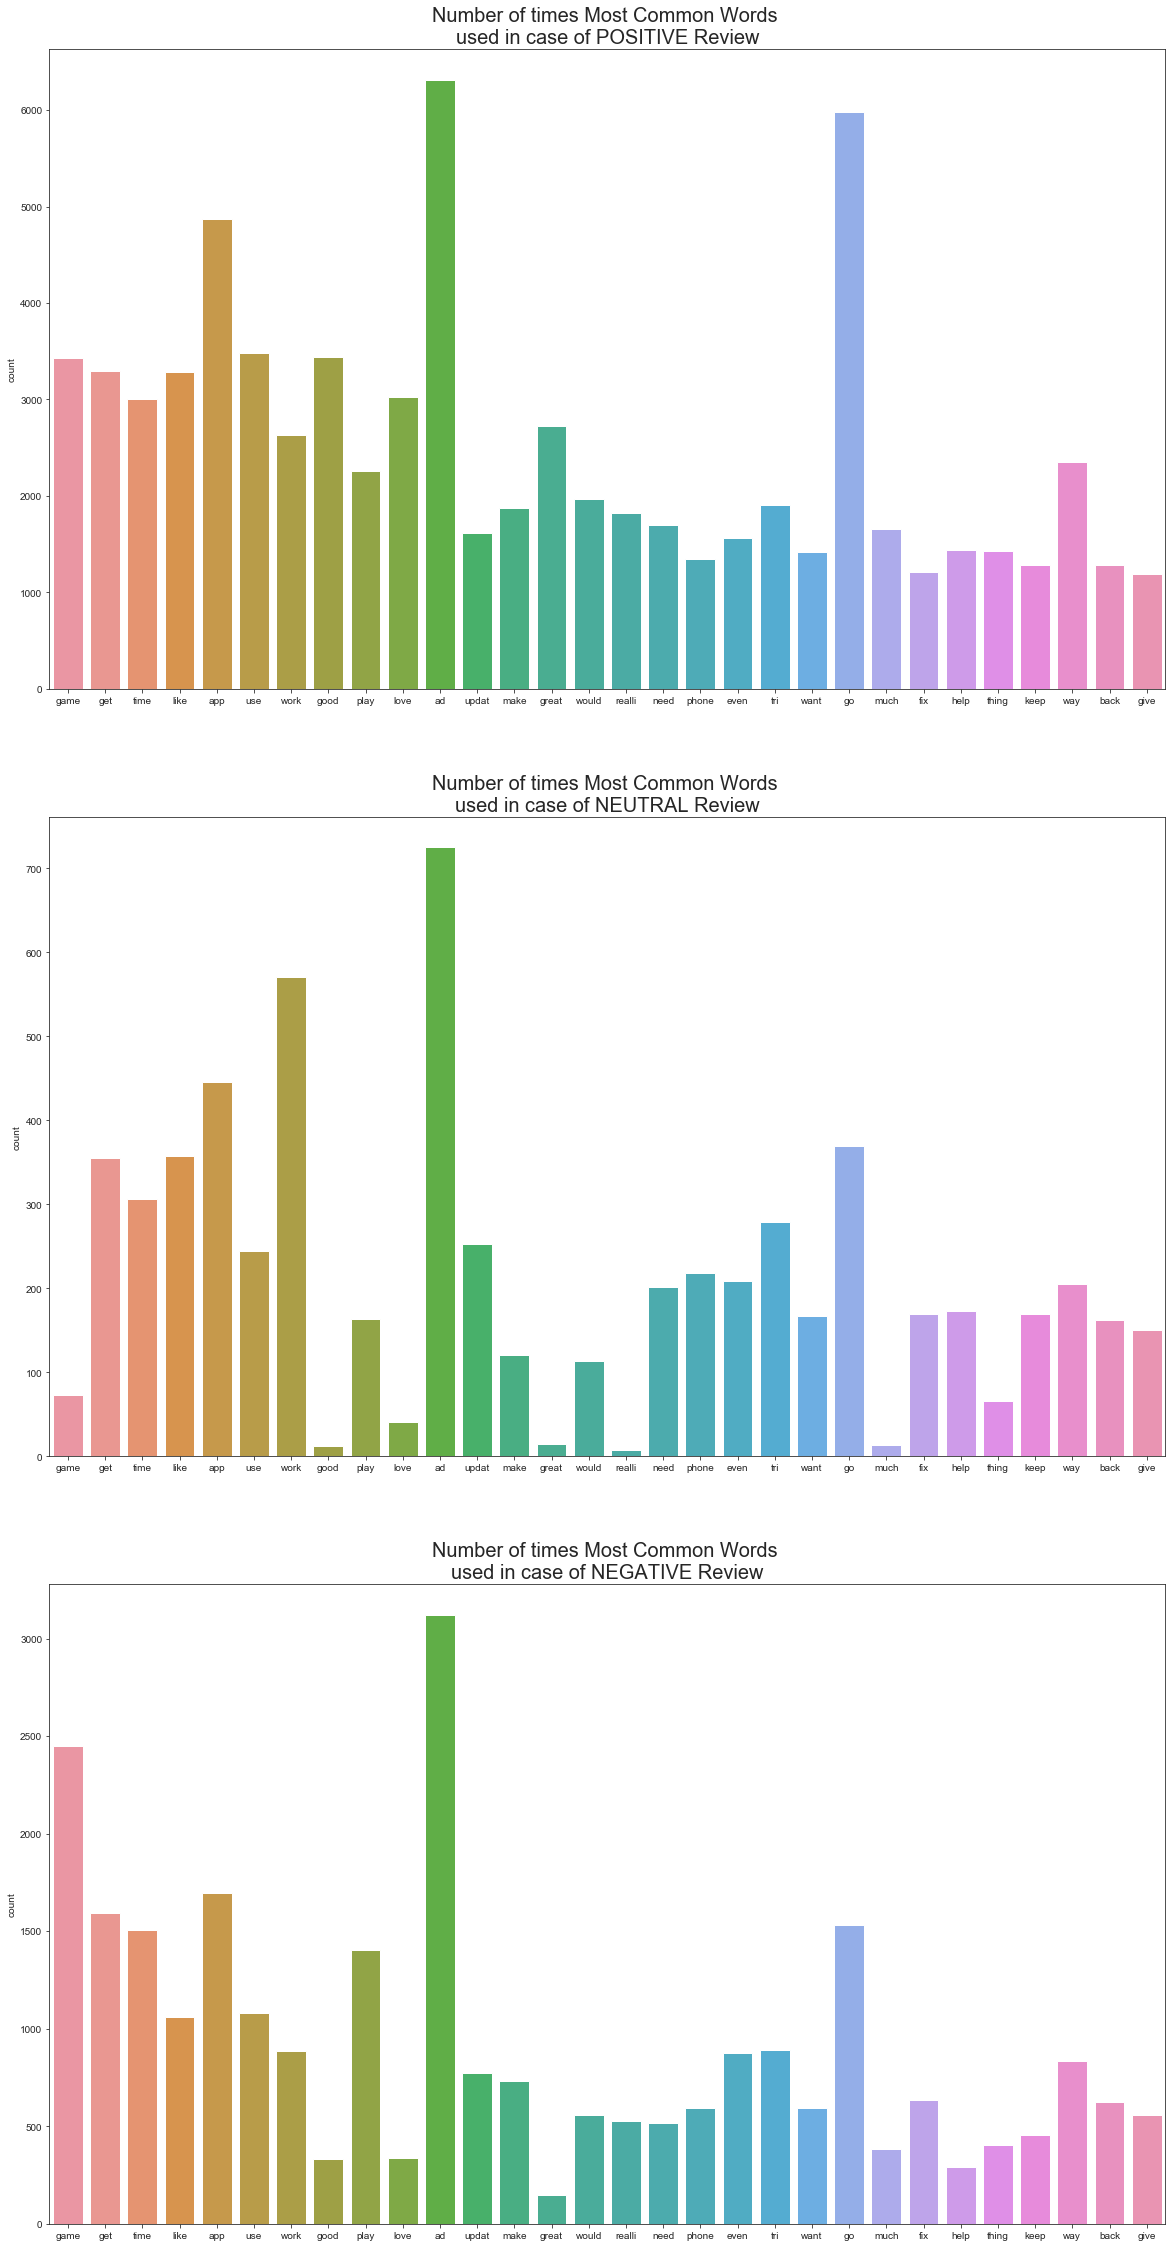 Number of times Most Common Words
used in case of POSITIVE Review
6000
5000
4000
3000
2000
1000
0
count
game get time like app use work good play love ad updat make great would realli need phone even tri want go much fix help thing keep way back give
Number of times Most Common Words
used in case of NEUTRAL Review
700
600
500
400
300
200
100
0
count
game get time like app use work good play love ad updat make great would realli need phone even tri want go much fix help thing keep way back give
Number of times Most Common Words
used in case of NEGATIVE Review
3000
2500
2000
1500
1000
500
0
count
game get time like app use work good play love ad updat make great would realli need phone even tri want go much fix help thing keep way back give